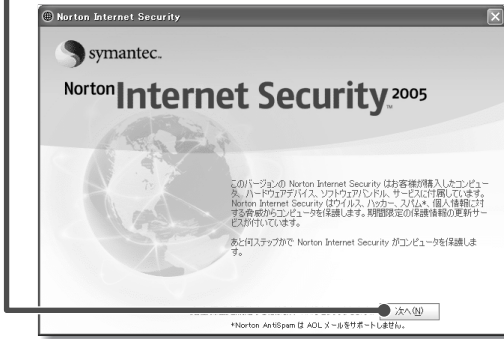 Norton Internet Security
symantec.
Norton Internet Security 2005
このバージョンの Norton Internet Security はお客様が購入したコンピュー
タ、ハードウェアデバイス、ソフトウェアバンドル、サービスに付属しています。
Norton Internet Security はウイルス、ハッカー、スパム*、個人情報に対
する脅威からコンピュータを保護します。期間限定の保護情報の更新サー
ビスが付いています。
あと何ステップかで Norton Internet Security がコンピュータを保護しま
す。
次へ(N)
*Norton AntiSpam は AOL メールをサポートしません。